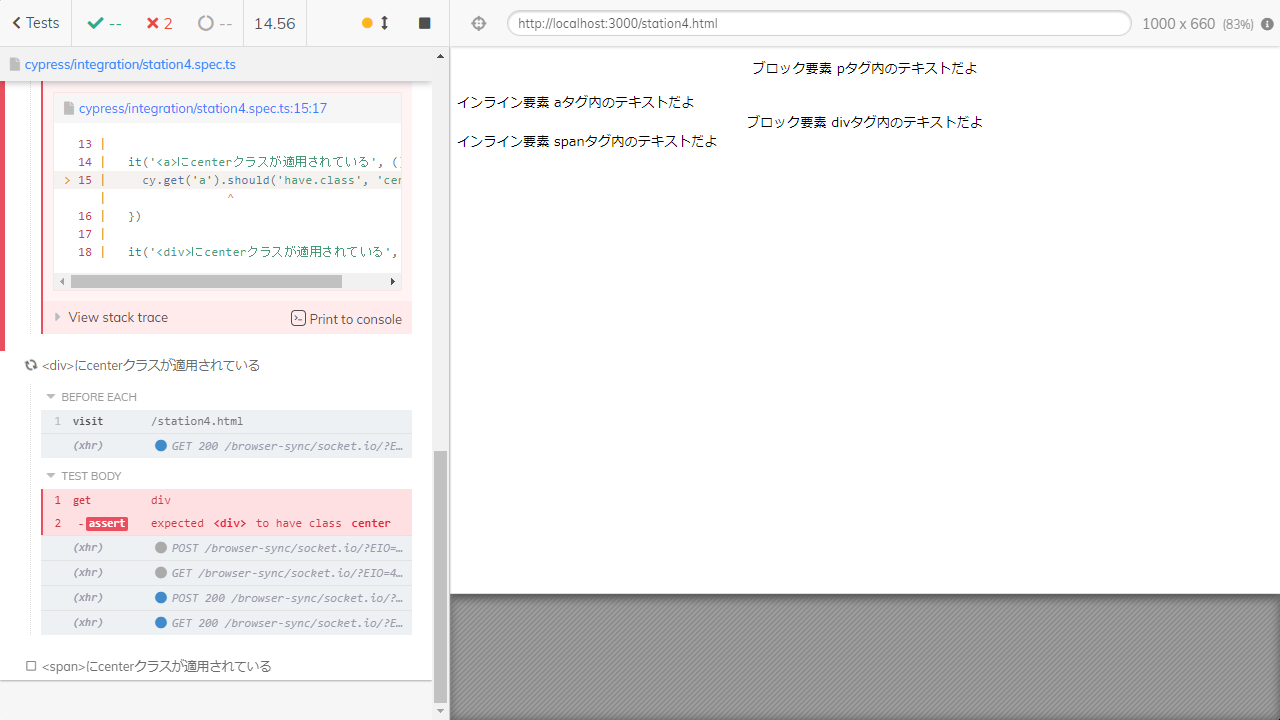 Tests
--
2
--
14.56
http://localhost:3000/station4.html
1000 x 660 (83%)
cypress/integration/station4.spec.ts
cypress/integration/station4.spec.ts:15:17
13 |
14 | it('<a>にcenterクラスが適用されている', ()
> 15 | cy.get('a').should('have.class', 'cen
| ^
16 | })
17 |
18 | it('<div>にcenterクラスが適用されている',
View stack trace
Print to console
<div>にcenterクラスが適用されている
BEFORE EACH
1 visit /station4.html
(xhr) GET 200 /browser-sync/socket.io/?E…
TEST BODY
1 get div
2 -assert expected <div> to have class center
(xhr) POST /browser-sync/socket.io/?EIO=…
(xhr) GET /browser-sync/socket.io/?EIO=4…
(xhr) POST 200 /browser-sync/socket.io/?…
(xhr) GET 200 /browser-sync/socket.io/?E…
<span>にcenterクラスが適用されている
ブロック要素 pタグ内のテキストだよ
インライン要素 aタグ内のテキストだよ
ブロック要素 divタグ内のテキストだよ
インライン要素 spanタグ内のテキストだよ